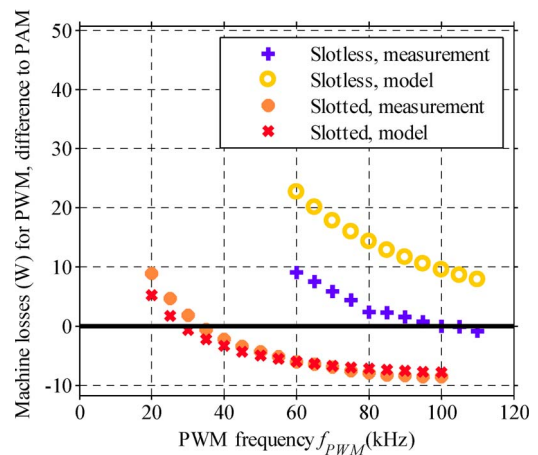 Machine losses (W) for PWM, difference to PAM
50
40
30
20
10
0
-10
Slotless, measurement
Slotless, model
Slotted, measurement
Slotted, model
0 20 40 60 80 100 120
PWM frequency f_PWM(kHz)